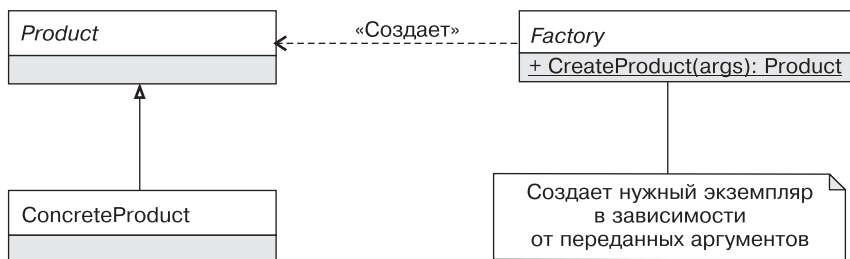 Product
«Создает»
Factory
+ CreateProduct(args): Product
ConcreteProduct
Создает нужный экземпляр
в зависимости
от переданных аргументов